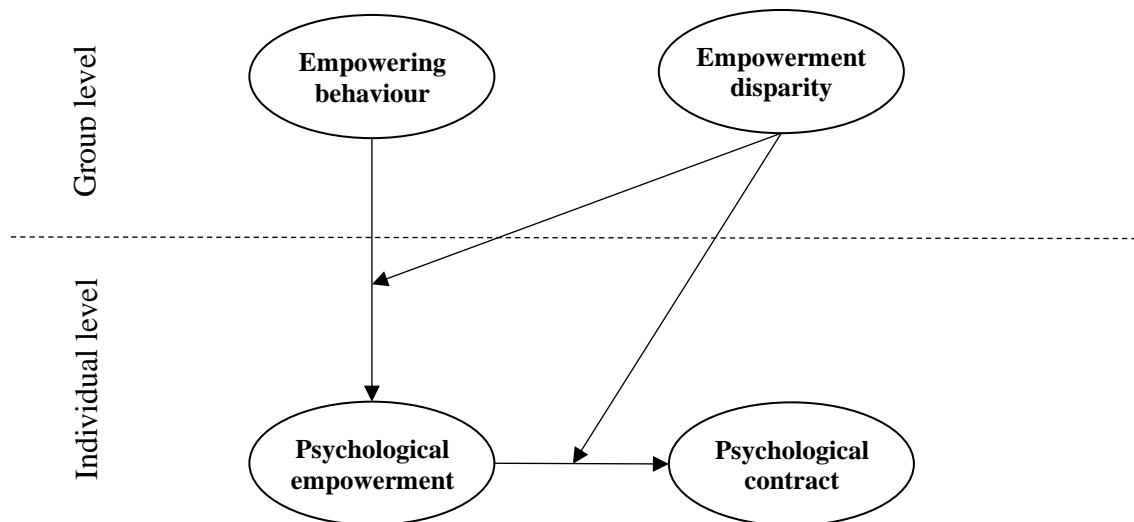 Group level
Empowering
behaviour
Empowerment
disparity
Individual level
Psychological
empowerment
Psychological
contract